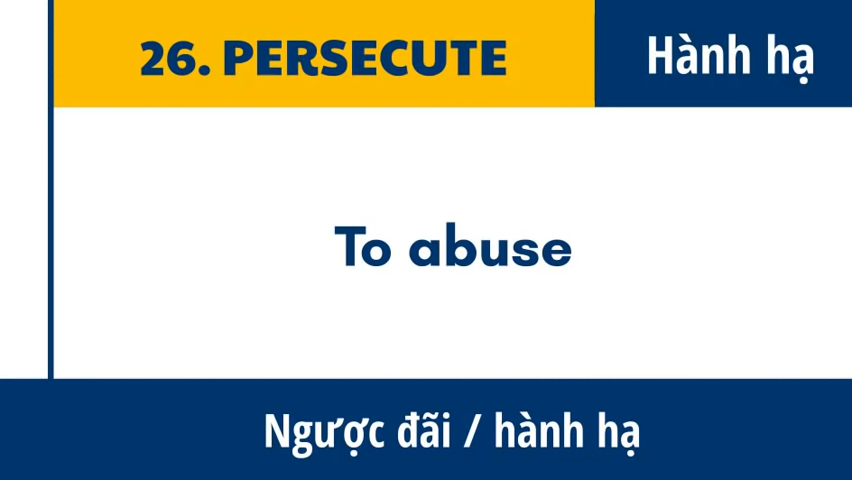 26. PERSECUTE
Hành hạ
To abuse
Ngược đãi / hành hạ